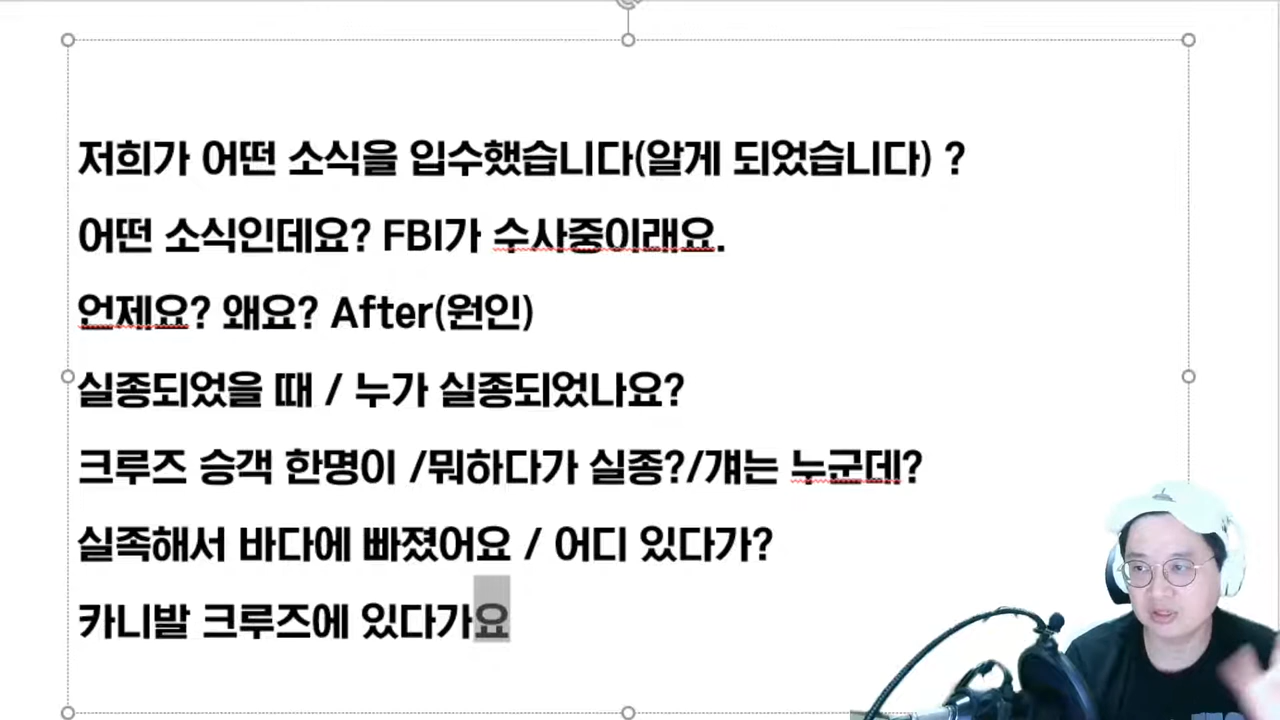 저희가 어떤 소식을 입수했습니다(알게 되었습니다) ?
어떤 소식인데요? FBI가 수사중이래요.
언제요? 왜요? After(원인)
실종되었을 때 / 누가 실종되었나요?
크루즈 승객 한명이 /뭐하다가 실종?/걔는 누군데?
실족해서 바다에 빠졌어요 / 어디 있다가?
카니발 크루즈에 있다가요